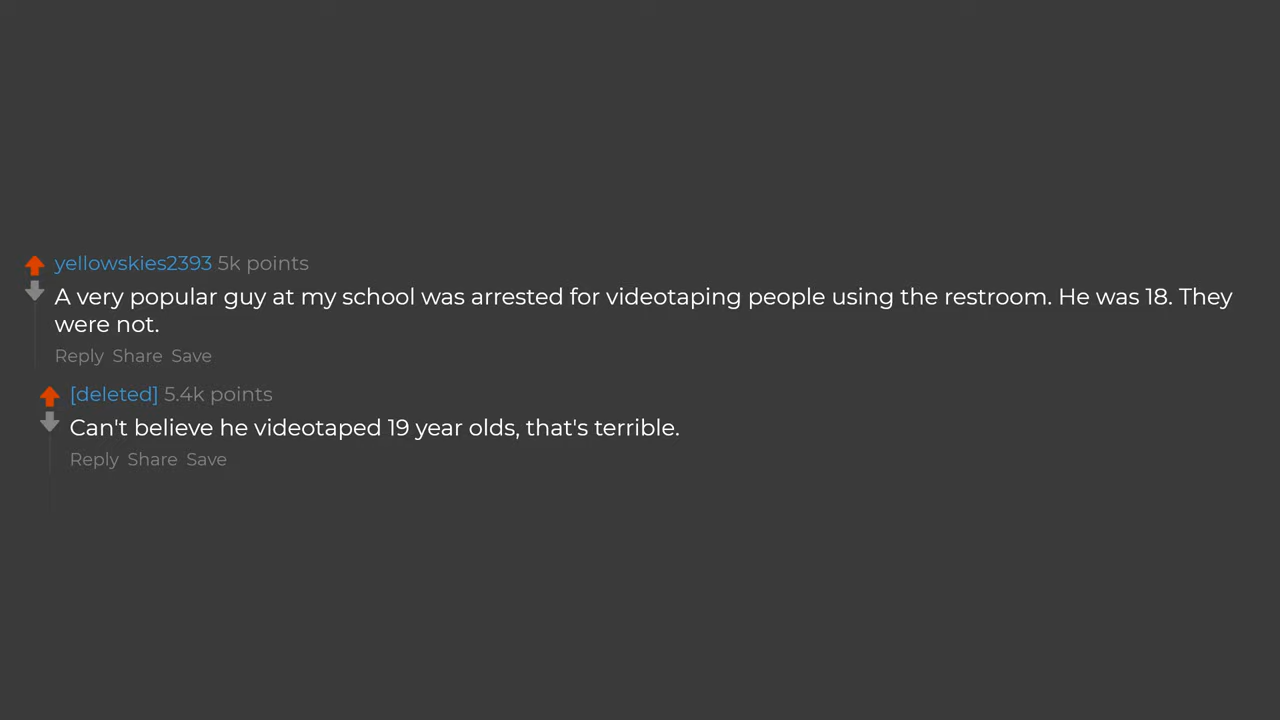 yellowskies2393 5k points
A very popular guy at my school was arrested for videotaping people using the restroom. He was 18. They
were not.
Reply Share Save
[deleted] 5.4k points
Can't believe he videotaped 19 year olds, that's terrible.
Reply Share Save